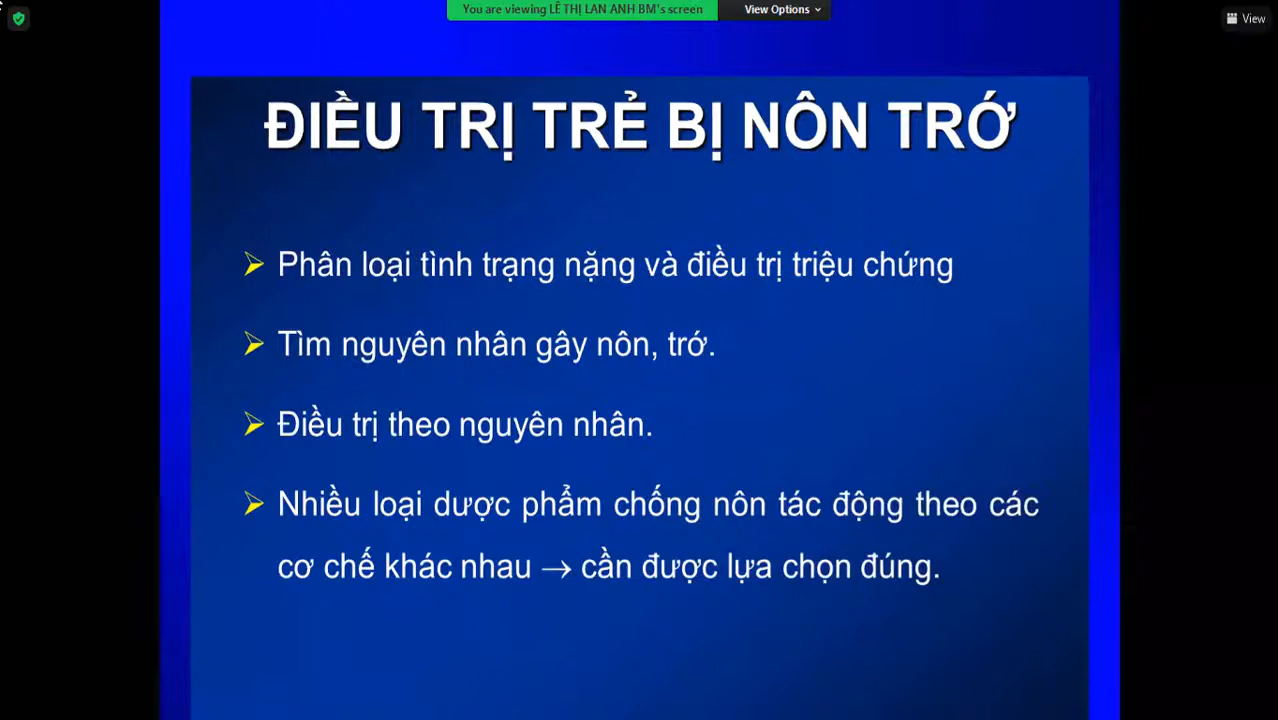 You are viewing LÊ THỊ LAN ANH BM's screen
View Options
View
ĐIỀU TRỊ TRẺ BỊ NÔN TRỚ
Phân loại tình trạng nặng và điều trị triệu chứng
Tìm nguyên nhân gây nôn, trớ.
Điều trị theo nguyên nhân.
Nhiều loại dược phẩm chống nôn tác động theo các
cơ chế khác nhau → cần được lựa chọn đúng.